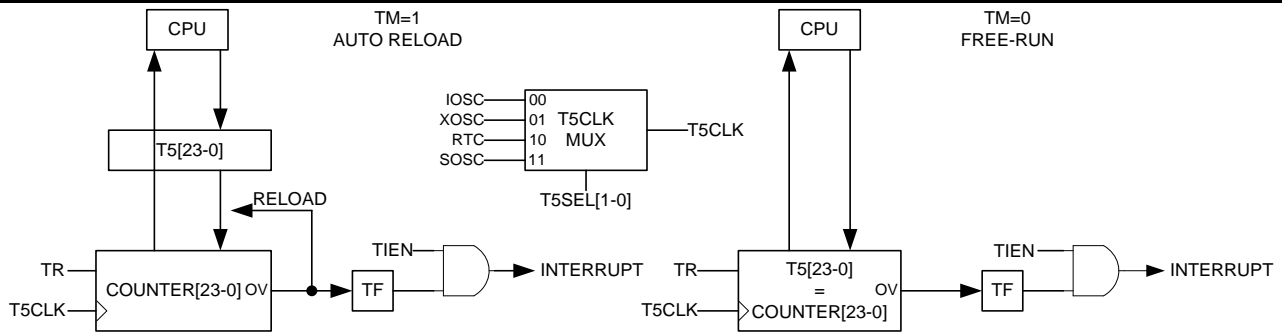 TM=1
AUTO RELOAD
CPU
T5[23-0]
RELOAD
TR
T5CLK
COUNTER[23-0]
OV
TF
TIEN
INTERRUPT
IOSC
XOSC
RTC
SOSC
00
01
10
11
T5CLK
MUX
T5CLK
T5SEL[1-0]
TM=0
FREE-RUN
CPU
TR
T5CLK
T5[23-0]
=
COUNTER[23-0]
OV
TF
TIEN
INTERRUPT